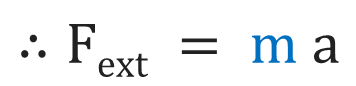 ∴ F_ext = m a